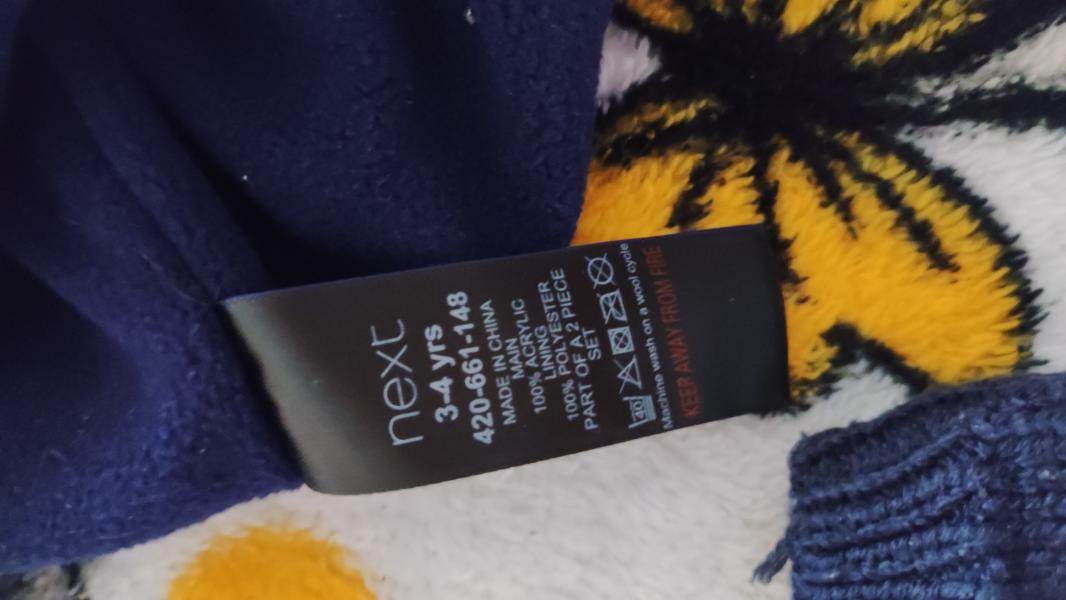 next
3-4 yrs
420-661-148
MADE IN CHINA
MAIN
100% ACRYLIC
LINING
100% POLYESTER
PART OF A 2 PIECE
SET
40
Machine wash on a wool cycle
KEEP AWAY FROM FIRE